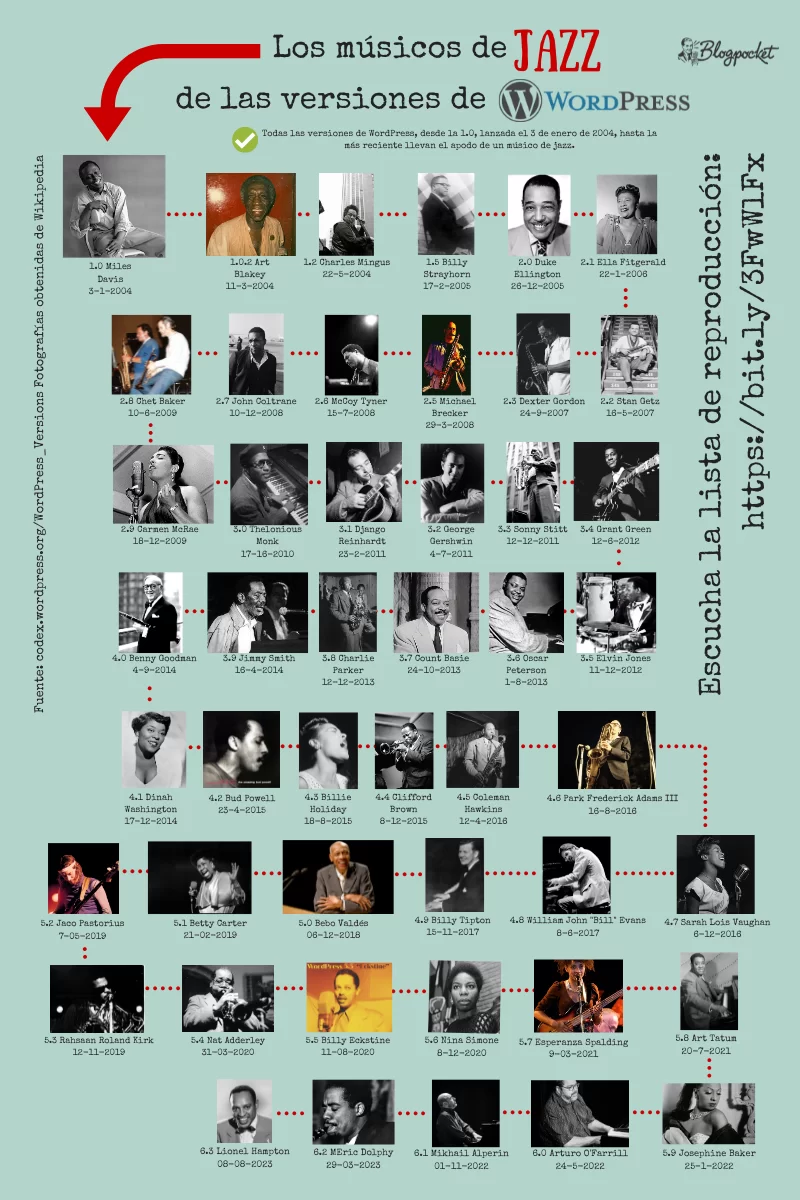 Los músicos de JAZZ
de las versiones de WORDPRESS
Blogpocket
Todas las versiones de WordPress, desde la 1.0, lanzada el 3 de enero de 2004, hasta la
más reciente llevan el apodo de un músico de jazz.
1.0 Miles
Davis
3-1-2004
1.0.2 Art
Blakey
11-3-2004
1.2 Charles Mingus
22-5-2004
1.5 Billy
Strayhorn
17-2-2005
2.0 Duke
Ellington
26-12-2005
2.1 Ella Fitgerald
22-1-2006
2.8 Chet Baker
10-6-2009
2.7 John Coltrane
10-12-2008
2.6 McCoy Tyner
15-7-2008
2.5 Michael
Brecker
29-3-2008
2.3 Dexter Gordon
24-9-2007
2.2 Stan Getz
16-5-2007
2.9 Carmen McRae
18-12-2009
3.0 Thelonious
Monk
17-16-2010
3.1 Django
Reinhardt
23-2-2011
3.2 George
Gershwin
4-7-2011
3.3 Sonny Stitt
12-12-2011
3.4 Grant Green
12-6-2012
4.0 Benny Goodman
4-9-2014
3.9 Jimmy Smith
16-4-2014
3.8 Charlie
Parker
12-12-2013
3.7 Count Basie
24-10-2013
3.6 Oscar
Peterson
1-8-2013
3.5 Elvin Jones
11-12-2012
4.1 Dinah
Washington
17-12-2014
4.2 Bud Powell
23-4-2015
4.3 Billie
Holiday
18-8-2015
4.4 Clifford
Brown
8-12-2015
4.5 Coleman
Hawkins
12-4-2016
4.6 Park Frederick Adams III
16-8-2016
5.2 Jaco Pastorius
7-05-2019
5.1 Betty Carter
21-02-2019
5.0 Bebo Valdés
06-12-2018
4.9 Billy Tipton
15-11-2017
4.8 William John "Bill" Evans
8-6-2017
4.7 Sarah Lois Vaughan
6-12-2016
5.3 Rahsaan Roland Kirk
12-11-2019
5.4 Nat Adderley
31-03-2020
WordPress 5.5 "Eckstine"
5.5 Billy Eckstine
11-08-2020
5.6 Nina Simone
8-12-2020
5.7 Esperanza Spalding
9-03-2021
5.8 Art Tatum
20-7-2021
6.3 Lionel Hampton
08-08-2023
6.2 MEric Dolphy
29-03-2023
6.1 Mikhail Alperin
01-11-2022
6.0 Arturo O'Farrill
24-5-2022
5.9 Josephine Baker
25-1-2022
Fuente: codex.wordpress.org/WordPress_Versions Fotografías obtenidas de Wikipedia
Escucha la lista de reproducción:
https://bit.ly/3FwWlFx